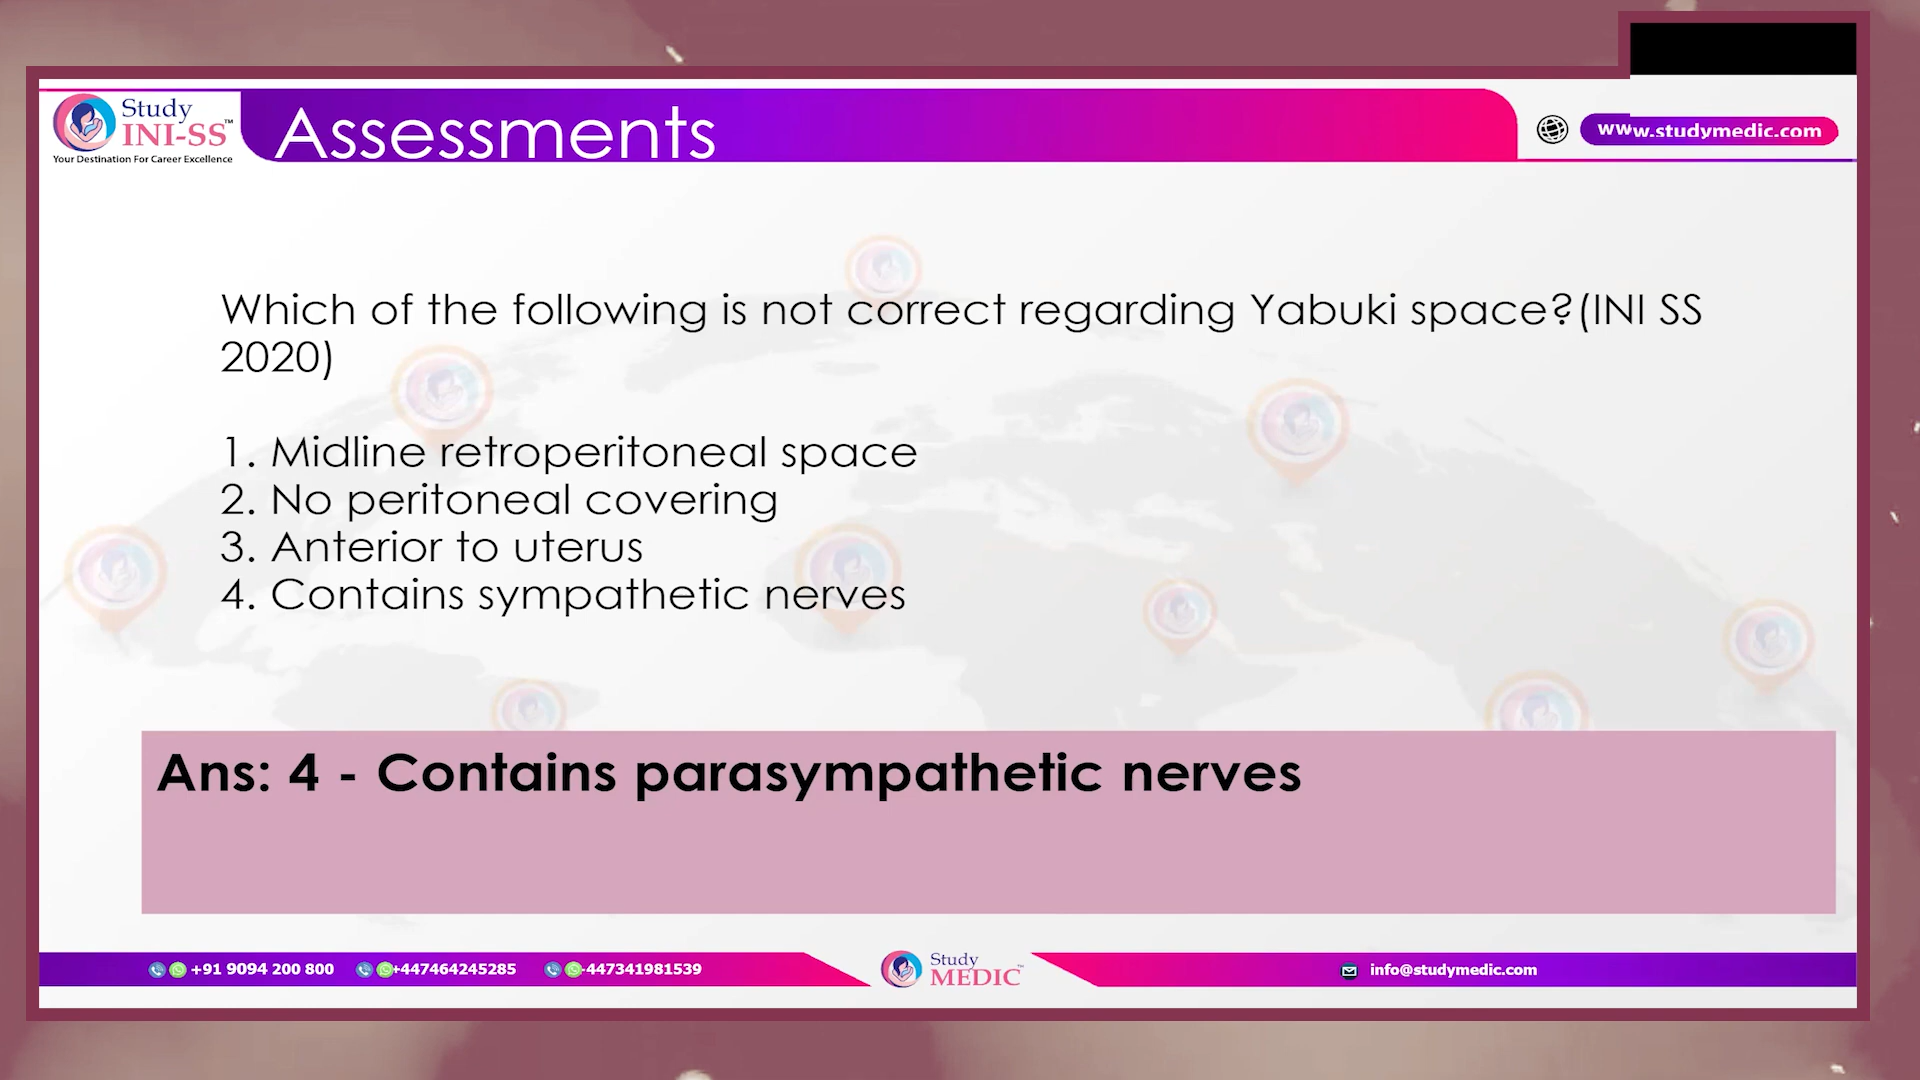 Study
INI-SS™
Your Destination For Career Excellence
Assessments
www.studymedic.com
Which of the following is not correct regarding Yabuki space?(INI SS
2020)
1. Midline retroperitoneal space
2. No peritoneal covering
3. Anterior to uterus
4. Contains sympathetic nerves
Ans: 4 - Contains parasympathetic nerves
+91 9094 200 800
+447464245285
-447341981539
Study
MEDIC™
info@studymedic.com